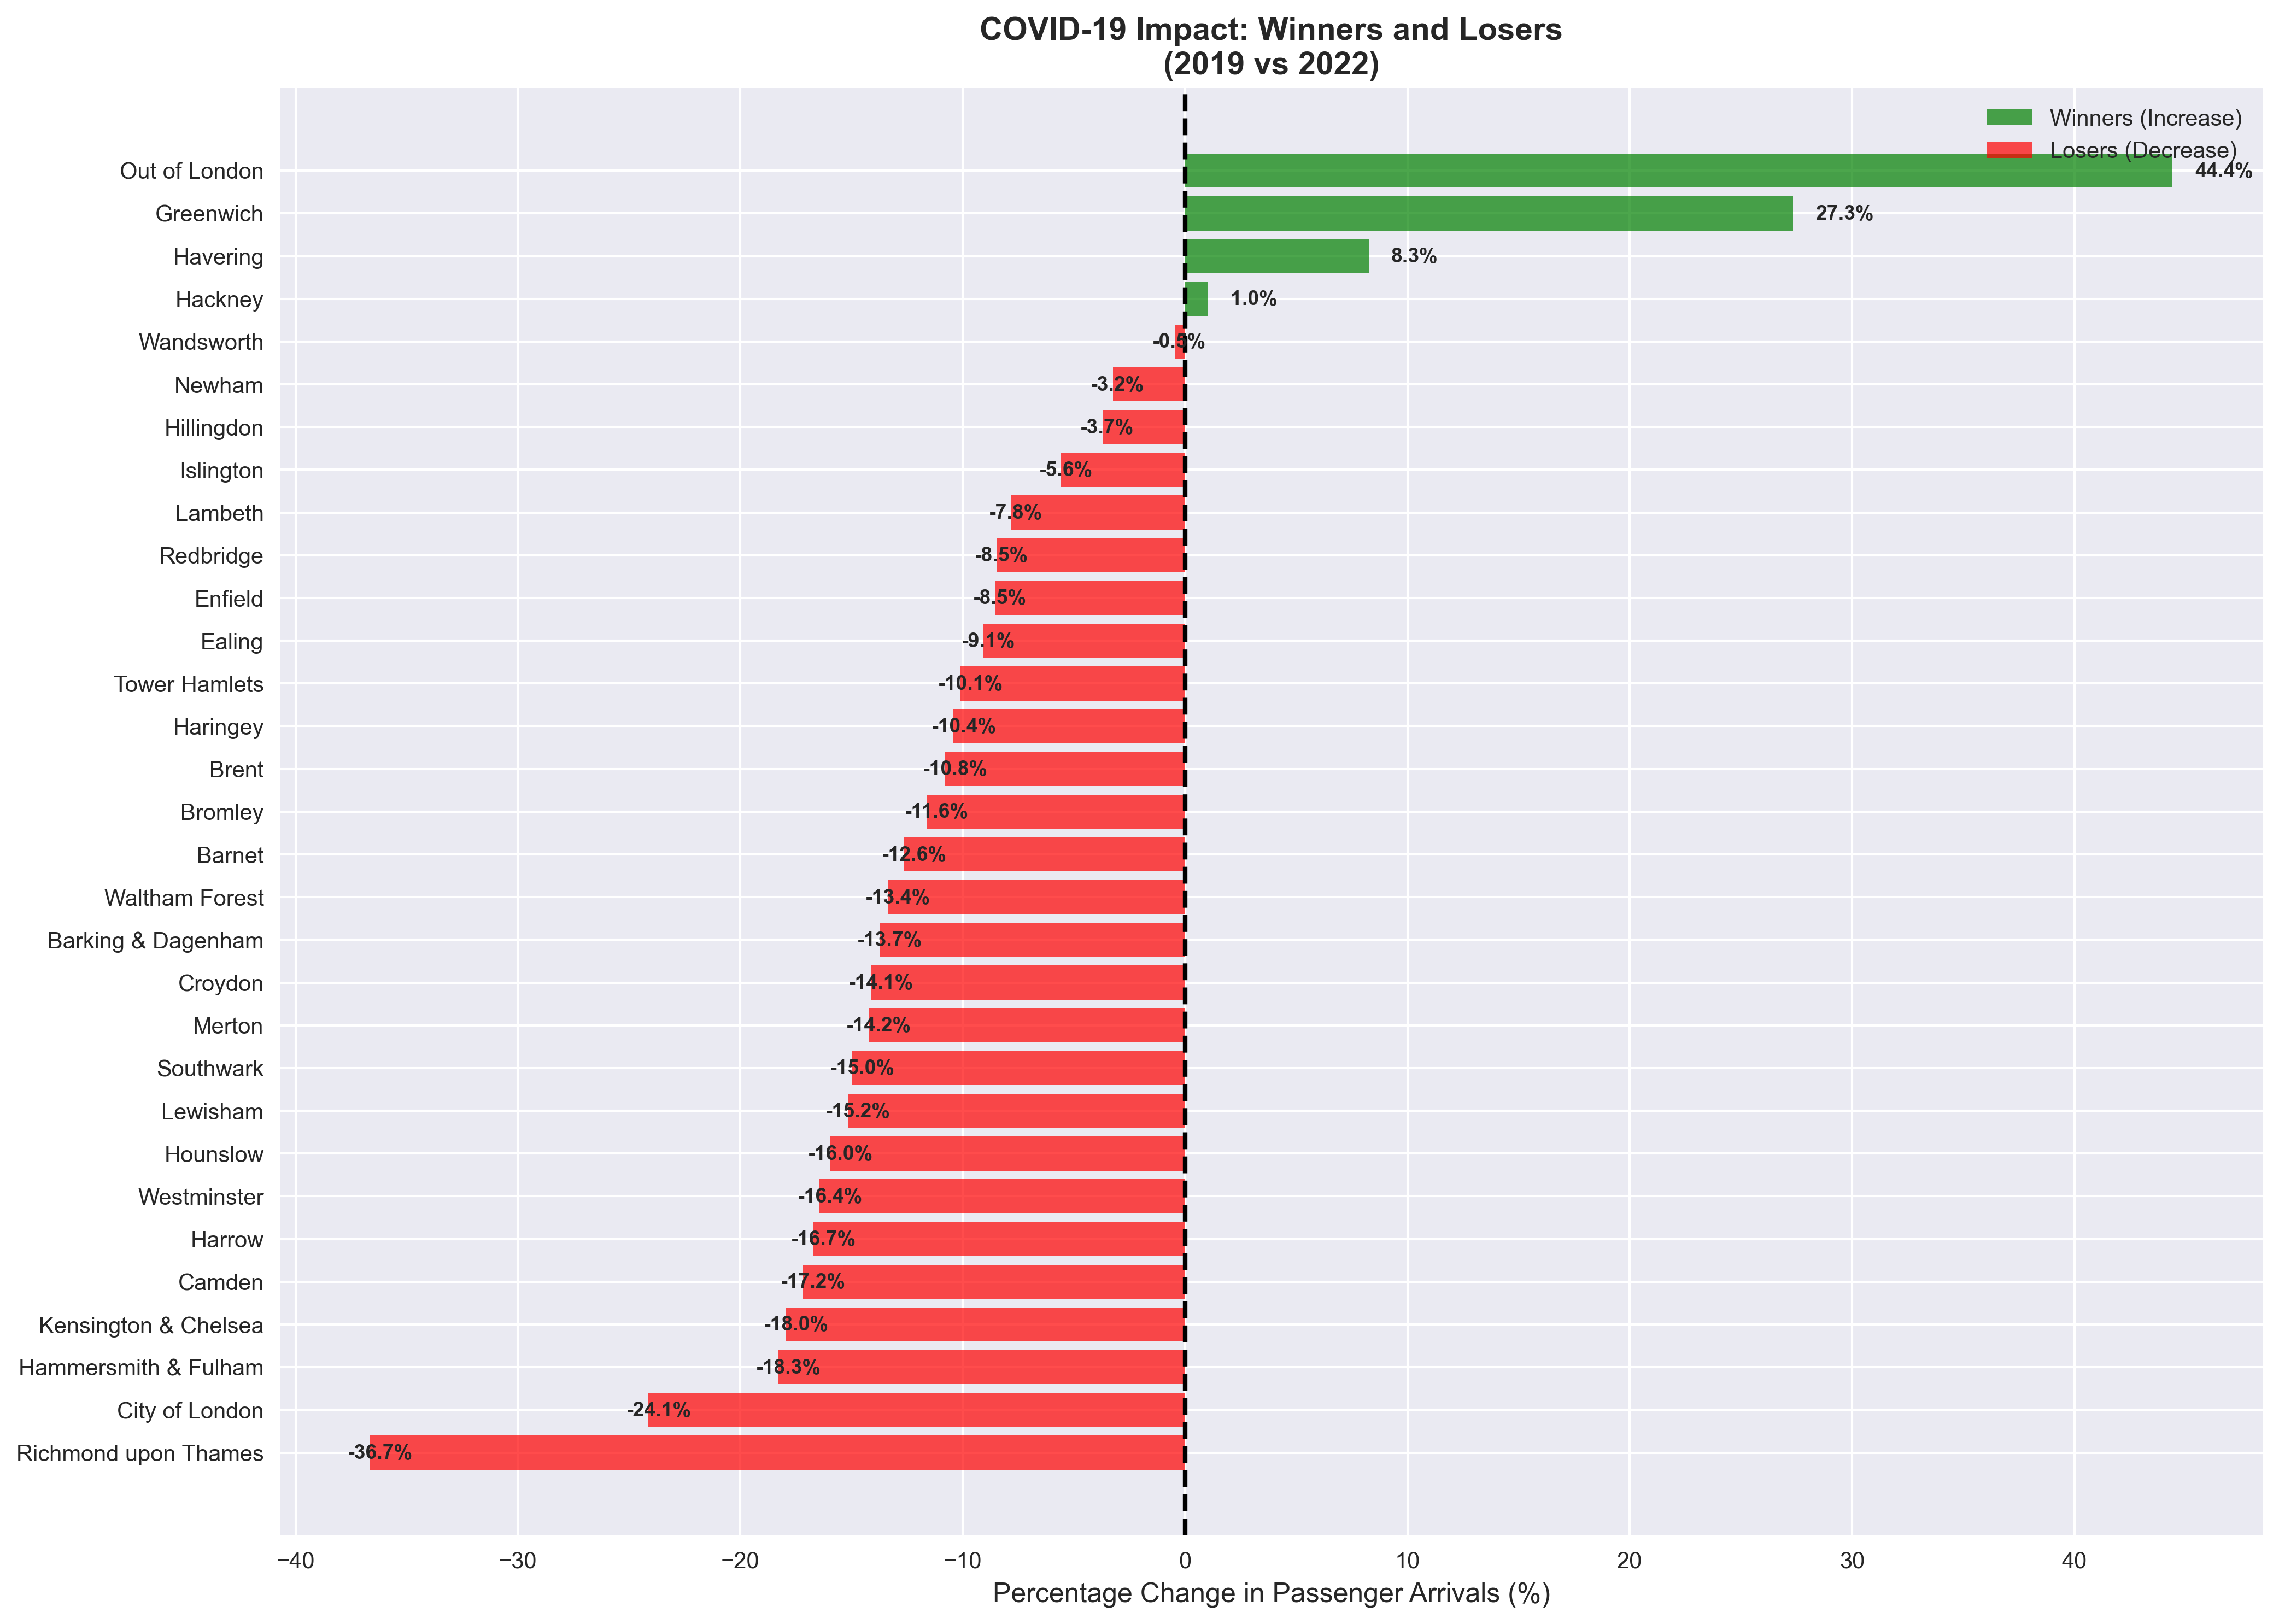 COVID-19 Impact: Winners and Losers
(2019 vs 2022)
Winners (Increase)
Losers (Decrease)
Out of London 44.4%
Greenwich 27.3%
Havering 8.3%
Hackney 1.0%
Wandsworth -0.5%
Newham -3.2%
Hillingdon -3.7%
Islington -5.6%
Lambeth -7.8%
Redbridge -8.5%
Enfield -8.5%
Ealing -9.1%
Tower Hamlets -10.1%
Haringey -10.4%
Brent -10.8%
Bromley -11.6%
Barnet -12.6%
Waltham Forest -13.4%
Barking & Dagenham -13.7%
Croydon -14.1%
Merton -14.2%
Southwark -15.0%
Lewisham -15.2%
Hounslow -16.0%
Westminster -16.4%
Harrow -16.7%
Camden -17.2%
Kensington & Chelsea -18.0%
Hammersmith & Fulham -18.3%
City of London -24.1%
Richmond upon Thames -36.7%
−40 −30 −20 −10 0 10 20 30 40
Percentage Change in Passenger Arrivals (%)